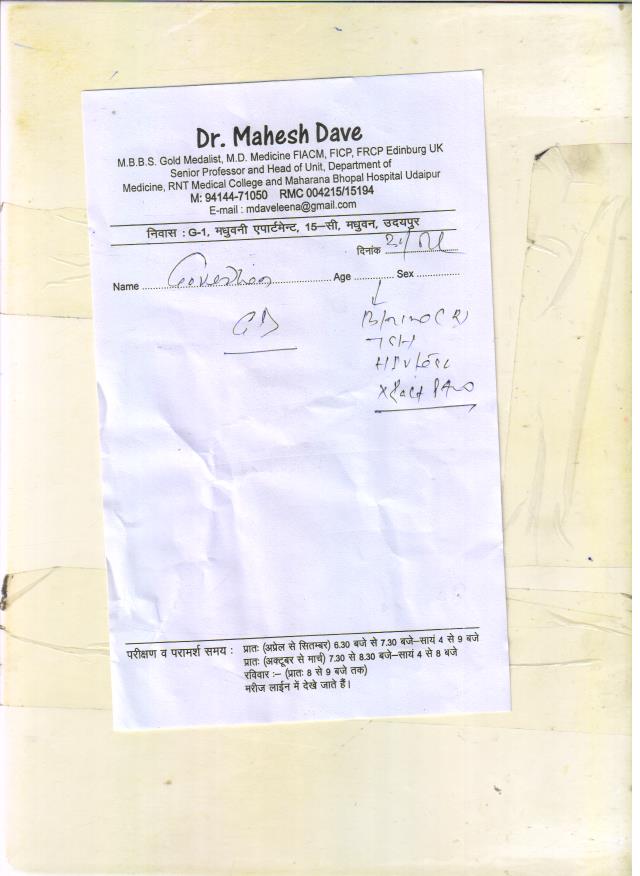 Dr. Mahesh Dave
M.B.B.S. Gold Medalist, M.D. Medicine FIACM, FICP, FRCP Edinburg UK
Senior Professor and Head of Unit, Department of
Medicine, RNT Medical College and Maharana Bhopal Hospital Udaipur
M: 94144-71050 RMC 004215/15194
E-mail : mdaveleena@gmail.com
निवास : G-1, मधुवनी एपार्टमेन्ट, 15–सी, मधुवन, उदयपुर
दिनांक
Name Age Sex
TSH
परीक्षण व परामर्श समय : प्रातः (अप्रेल से सितम्बर) 6.30 बजे से 7.30 बजे–सायं 4 से 9 बजे
प्रातः (अक्टूबर से मार्च) 7.30 से 8.30 बजे–सायं 4 से 8 बजे
रविवार :– (प्रातः 8 से 9 बजे तक)
मरीज लाईन में देखे जाते हैं।